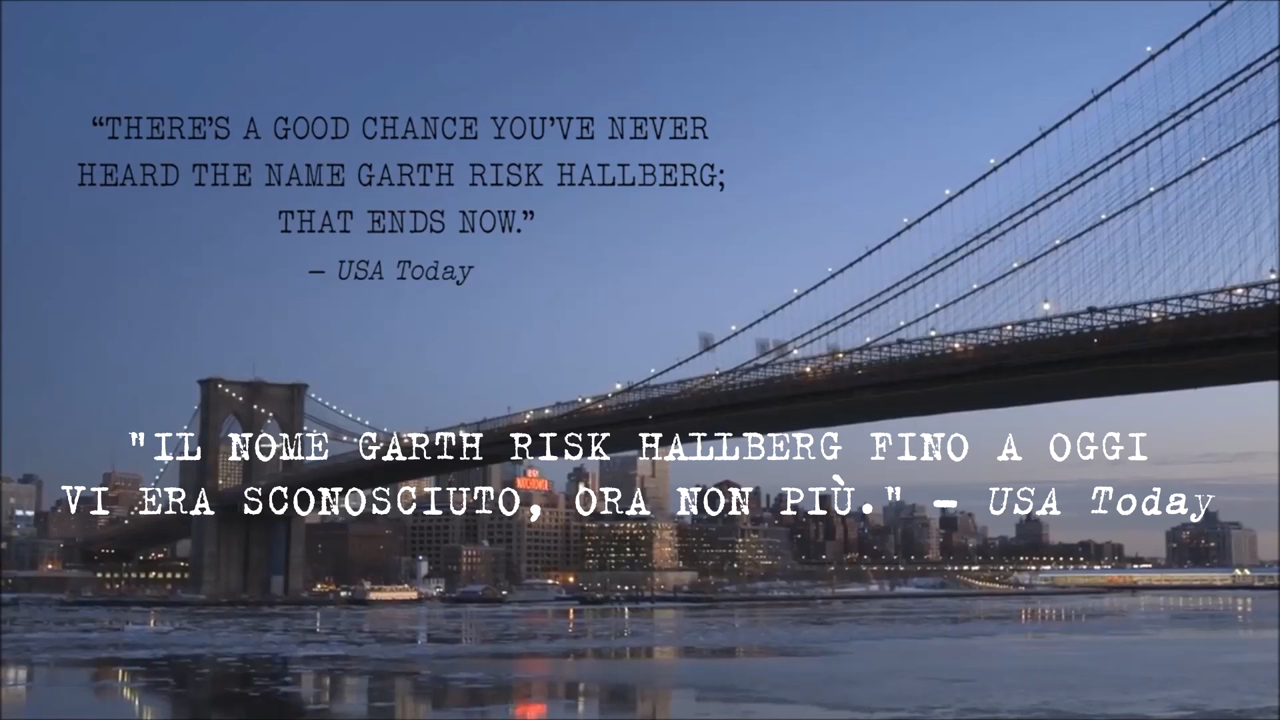 “THERE’S A GOOD CHANCE YOU’VE NEVER
HEARD THE NAME GARTH RISK HALLBERG;
THAT ENDS NOW.”
– USA Today
"IL NOME GARTH RISK HALLBERG FINO A OGGI
VI ERA SCONOSCIUTO, ORA NON PIÙ." – USA Today